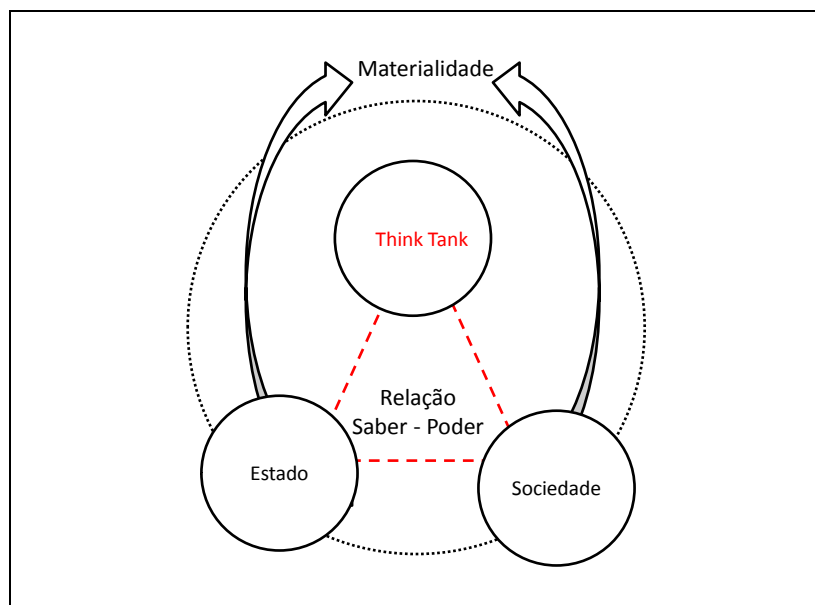 Materialidade
Think Tank
Relação
Saber - Poder
Estado
Sociedade